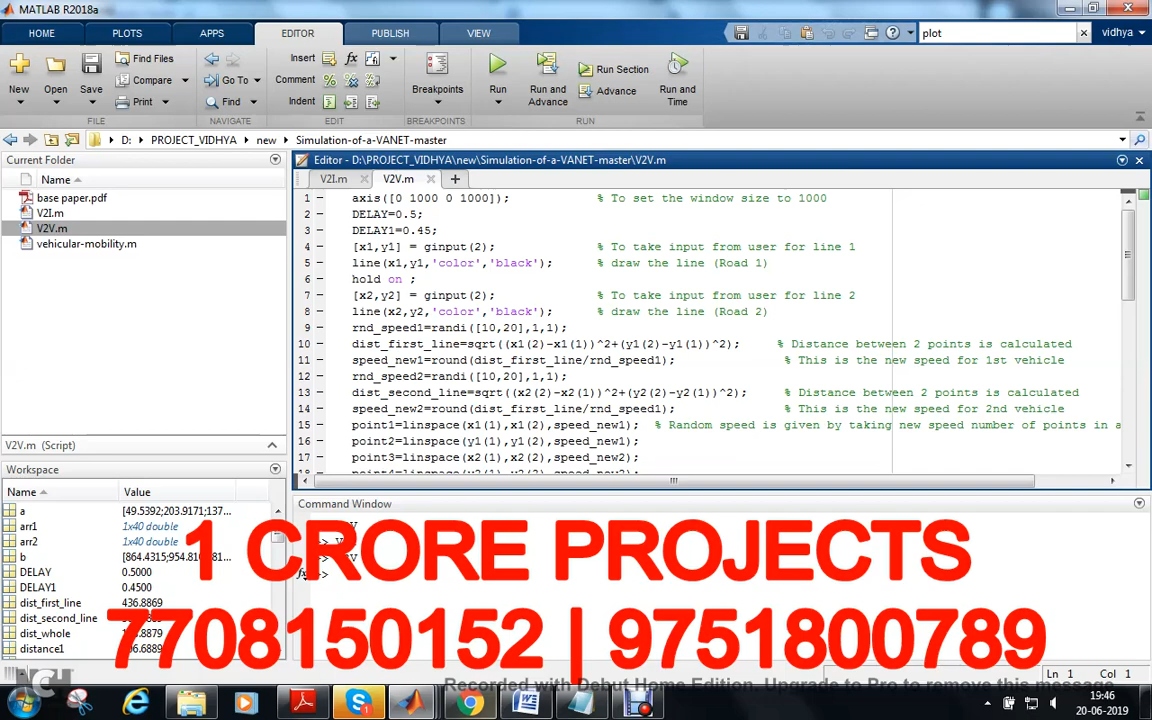 MATLAB R2018a
HOME PLOTS APPS EDITOR PUBLISH VIEW plot vidhya
New Open Save Find Files Compare Print
Go To Find
Insert fx
Comment
Indent
Breakpoints
Run Run and Advance Run Section Advance Run and Time
FILE NAVIGATE EDIT BREAKPOINTS RUN
D: PROJECT_VIDHYA new Simulation-of-a-VANET-master
Current Folder
Name
base paper.pdf
V2I.m
V2V.m
vehicular-mobility.m
V2V.m (Script)
Workspace
Name Value
a [49.5392;203.9171;137...
arr1 1x40 double
arr2 1x40 double
DELAY 0.5000
DELAY1 0.4500
dist_first_line 436.8869
dist_second_line
dist_whole
distance1
Editor - D:\PROJECT_VIDHYA\new\Simulation-of-a-VANET-master\V2V.m
V2I.m V2V.m
1 axis([0 1000 0 1000]); % To set the window size to 1000
2 DELAY=0.5;
3 DELAY1=0.45;
4 [x1,y1] = ginput(2); % To take input from user for line 1
5 line(x1,y1,'color','black'); % draw the line (Road 1)
6 hold on ;
7 [x2,y2] = ginput(2); % To take input from user for line 2
8 line(x2,y2,'color','black'); % draw the line (Road 2)
9 rnd_speed1=randi([10,20],1,1);
10 dist_first_line=sqrt((x1(2)-x1(1))^2+(y1(2)-y1(1))^2); % Distance between 2 points is calculated
11 speed_new1=round(dist_first_line/rnd_speed1); % This is the new speed for 1st vehicle
12 rnd_speed2=randi([10,20],1,1);
13 dist_second_line=sqrt((x2(2)-x2(1))^2+(y2(2)-y2(1))^2); % Distance between 2 points is calculated
14 speed_new2=round(dist_first_line/rnd_speed1); % This is the new speed for 2nd vehicle
15 point1=linspace(x1(1),x1(2),speed_new1); % Random speed is given by taking new speed number of points in a
16 point2=linspace(y1(1),y1(2),speed_new1);
17 point3=linspace(x2(1),x2(2),speed_new2);
Command Window
1 CRORE PROJECTS
7708150152 | 9751800789
Ln 1 Col 1
Recorded with Debut Home Edition. Upgrade to Pro to remove this message.
19:46
20-06-2019